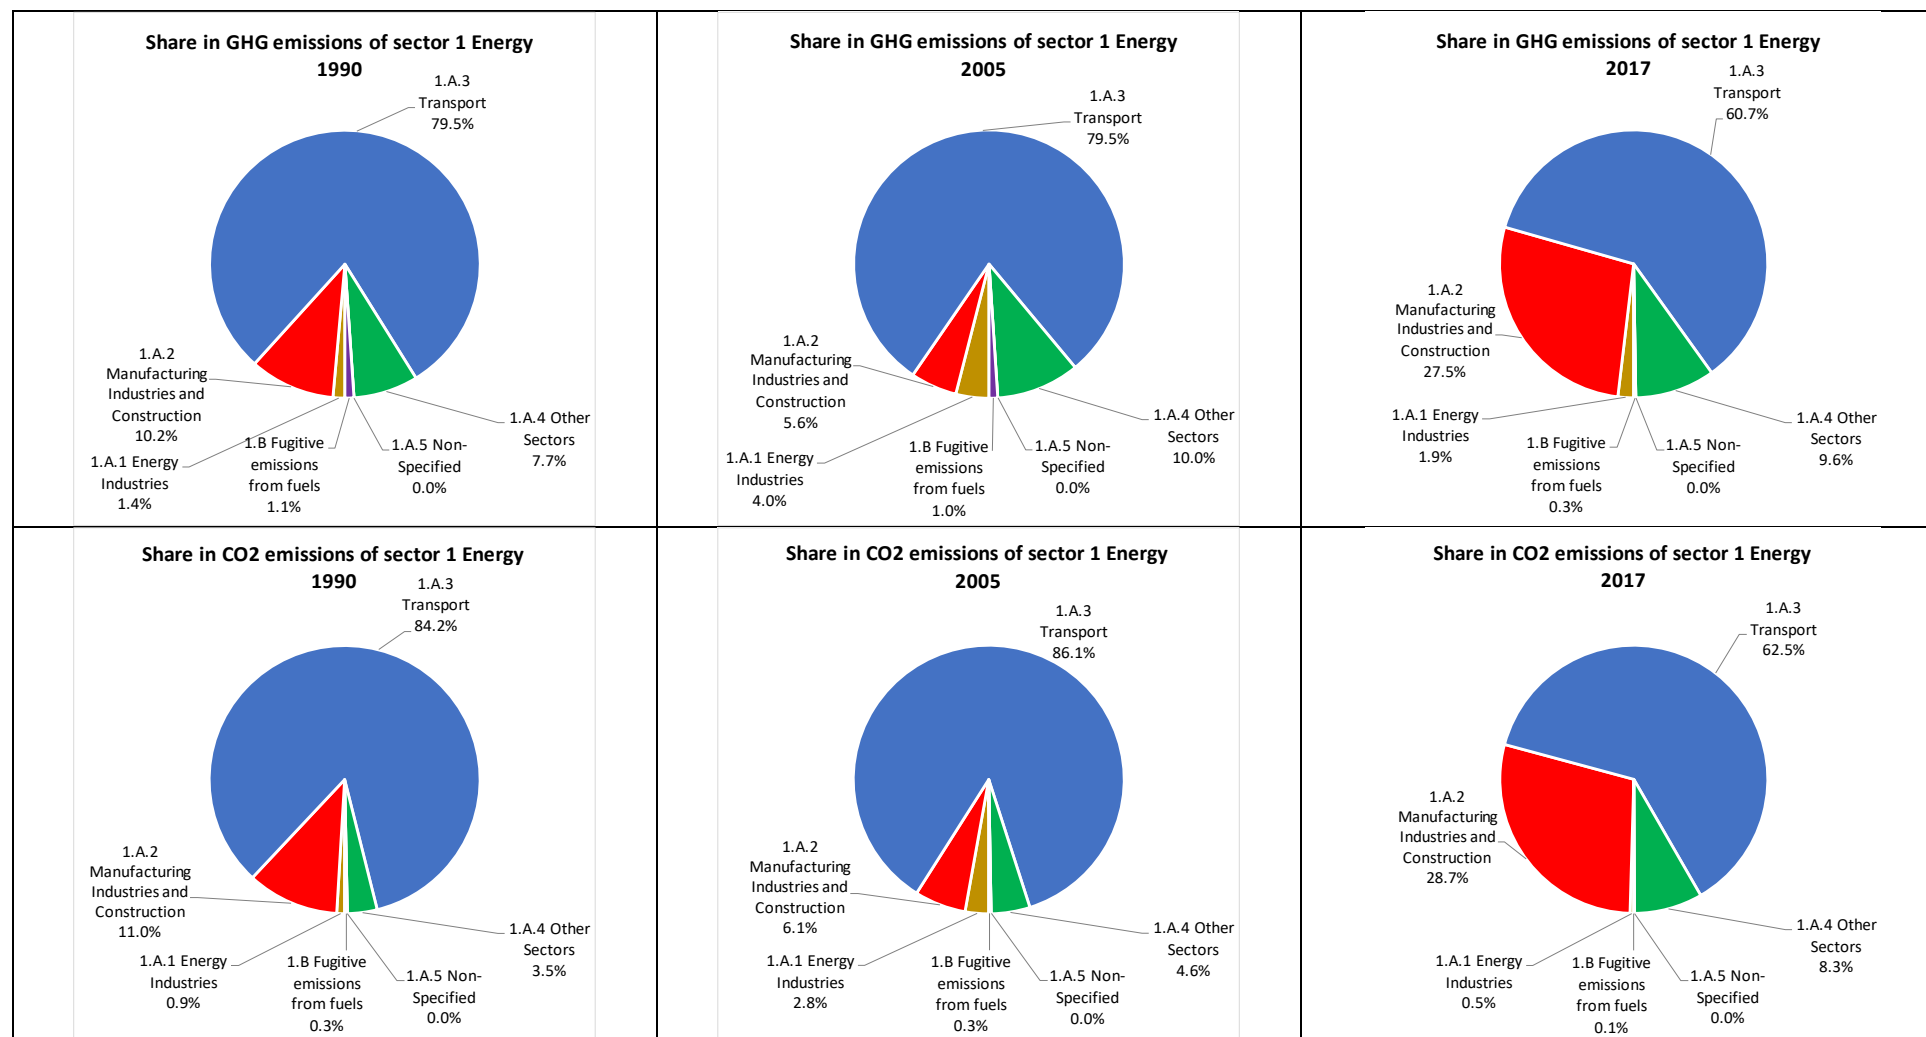 Share in GHG emissions of sector 1 Energy
1990
1.A.3
Transport
79.5%
1.A.2
Manufacturing
Industries and
Construction
10.2%
1.A.1 Energy
Industries
1.4%
1.B Fugitive
emissions
from fuels
1.1%
1.A.5 Non-
Specified
0.0%
1.A.4 Other
Sectors
7.7%
Share in GHG emissions of sector 1 Energy
2005
1.A.3
Transport
79.5%
1.A.2
Manufacturing
Industries and
Construction
5.6%
1.A.1 Energy
Industries
4.0%
1.B Fugitive
emissions
from fuels
1.0%
1.A.5 Non-
Specified
0.0%
1.A.4 Other
Sectors
10.0%
Share in GHG emissions of sector 1 Energy
2017
1.A.3
Transport
60.7%
1.A.2
Manufacturing
Industries and
Construction
27.5%
1.A.1 Energy
Industries
1.9%
1.B Fugitive
emissions
from fuels
0.3%
1.A.5 Non-
Specified
0.0%
1.A.4 Other
Sectors
9.6%
Share in CO2 emissions of sector 1 Energy
1990
1.A.3
Transport
84.2%
1.A.2
Manufacturing
Industries and
Construction
11.0%
1.A.1 Energy
Industries
0.9%
1.B Fugitive
emissions
from fuels
0.3%
1.A.5 Non-
Specified
0.0%
1.A.4 Other
Sectors
3.5%
Share in CO2 emissions of sector 1 Energy
2005
1.A.3
Transport
86.1%
1.A.2
Manufacturing
Industries and
Construction
6.1%
1.A.1 Energy
Industries
2.8%
1.B Fugitive
emissions
from fuels
0.3%
1.A.5 Non-
Specified
0.0%
1.A.4 Other
Sectors
4.6%
Share in CO2 emissions of sector 1 Energy
2017
1.A.3
Transport
62.5%
1.A.2
Manufacturing
Industries and
Construction
28.7%
1.A.1 Energy
Industries
0.5%
1.B Fugitive
emissions
from fuels
0.1%
1.A.5 Non-
Specified
0.0%
1.A.4 Other
Sectors
8.3%